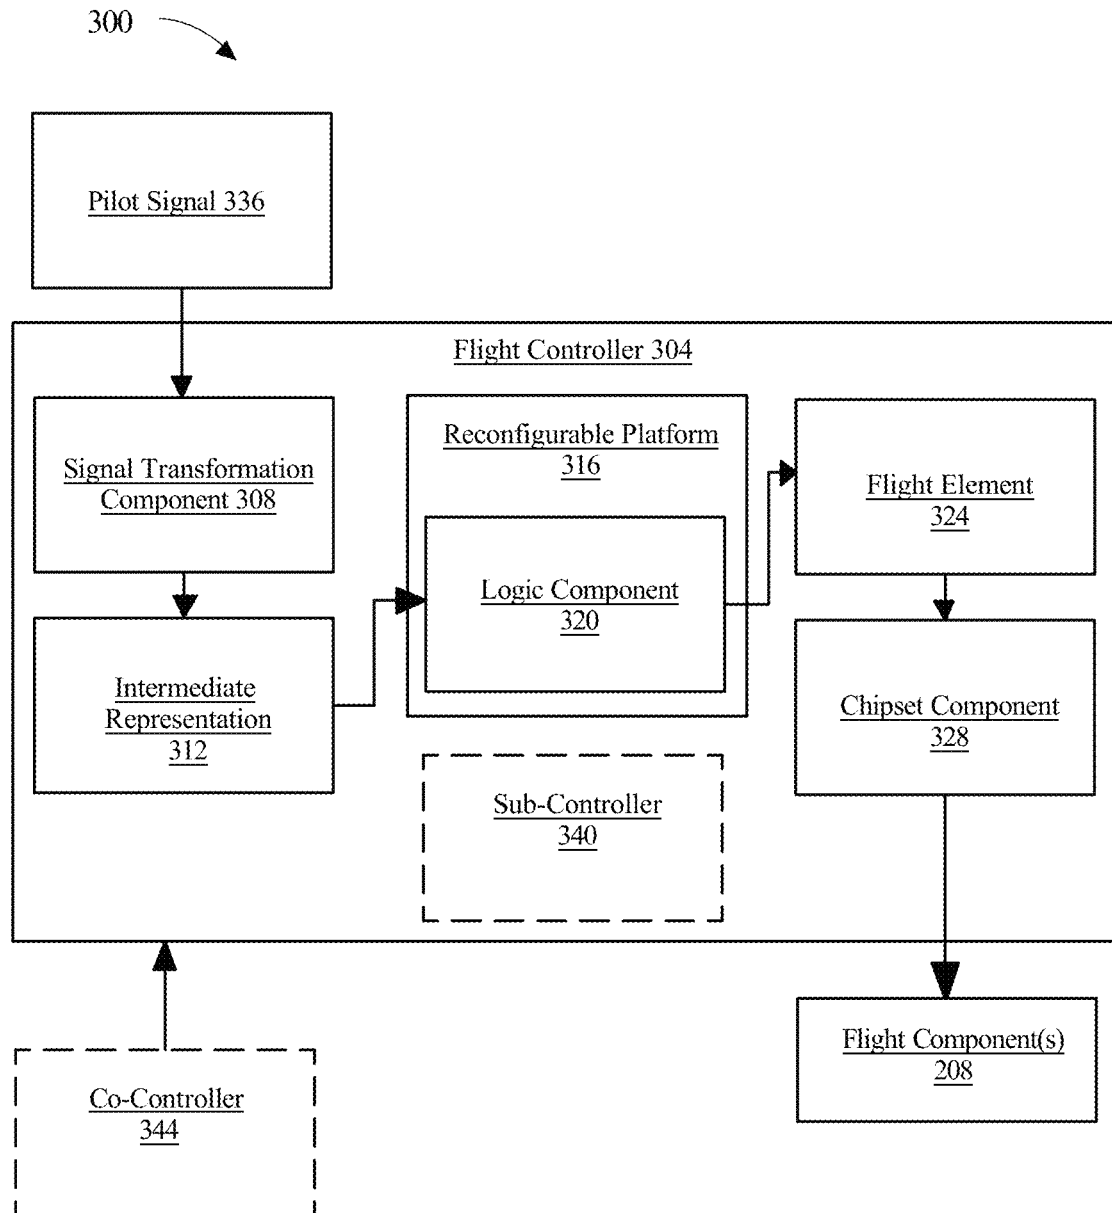 300
Pilot Signal 336
Flight Controller 304
Signal Transformation
Component 308
Intermediate
Representation
312
Reconfigurable Platform
316
Logic Component
320
Flight Element
324
Chipset Component
328
Sub-Controller
340
Co-Controller
344
Flight Component(s)
208